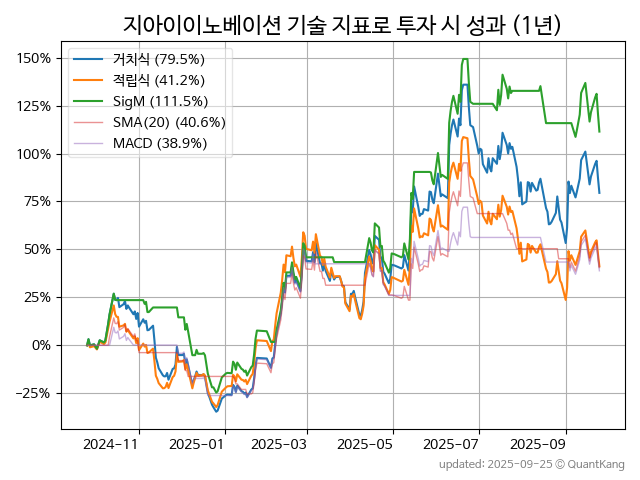 지아이이노베이션 기술 지표로 투자 시 성과 (1년)
거치식 (79.5%)
적립식 (41.2%)
SigM (111.5%)
SMA(20) (40.6%)
MACD (38.9%)
150%
125%
100%
75%
50%
25%
0%
−25%
2024-11 2025-01 2025-03 2025-05 2025-07 2025-09
updated: 2025-09-25 © QuantKang